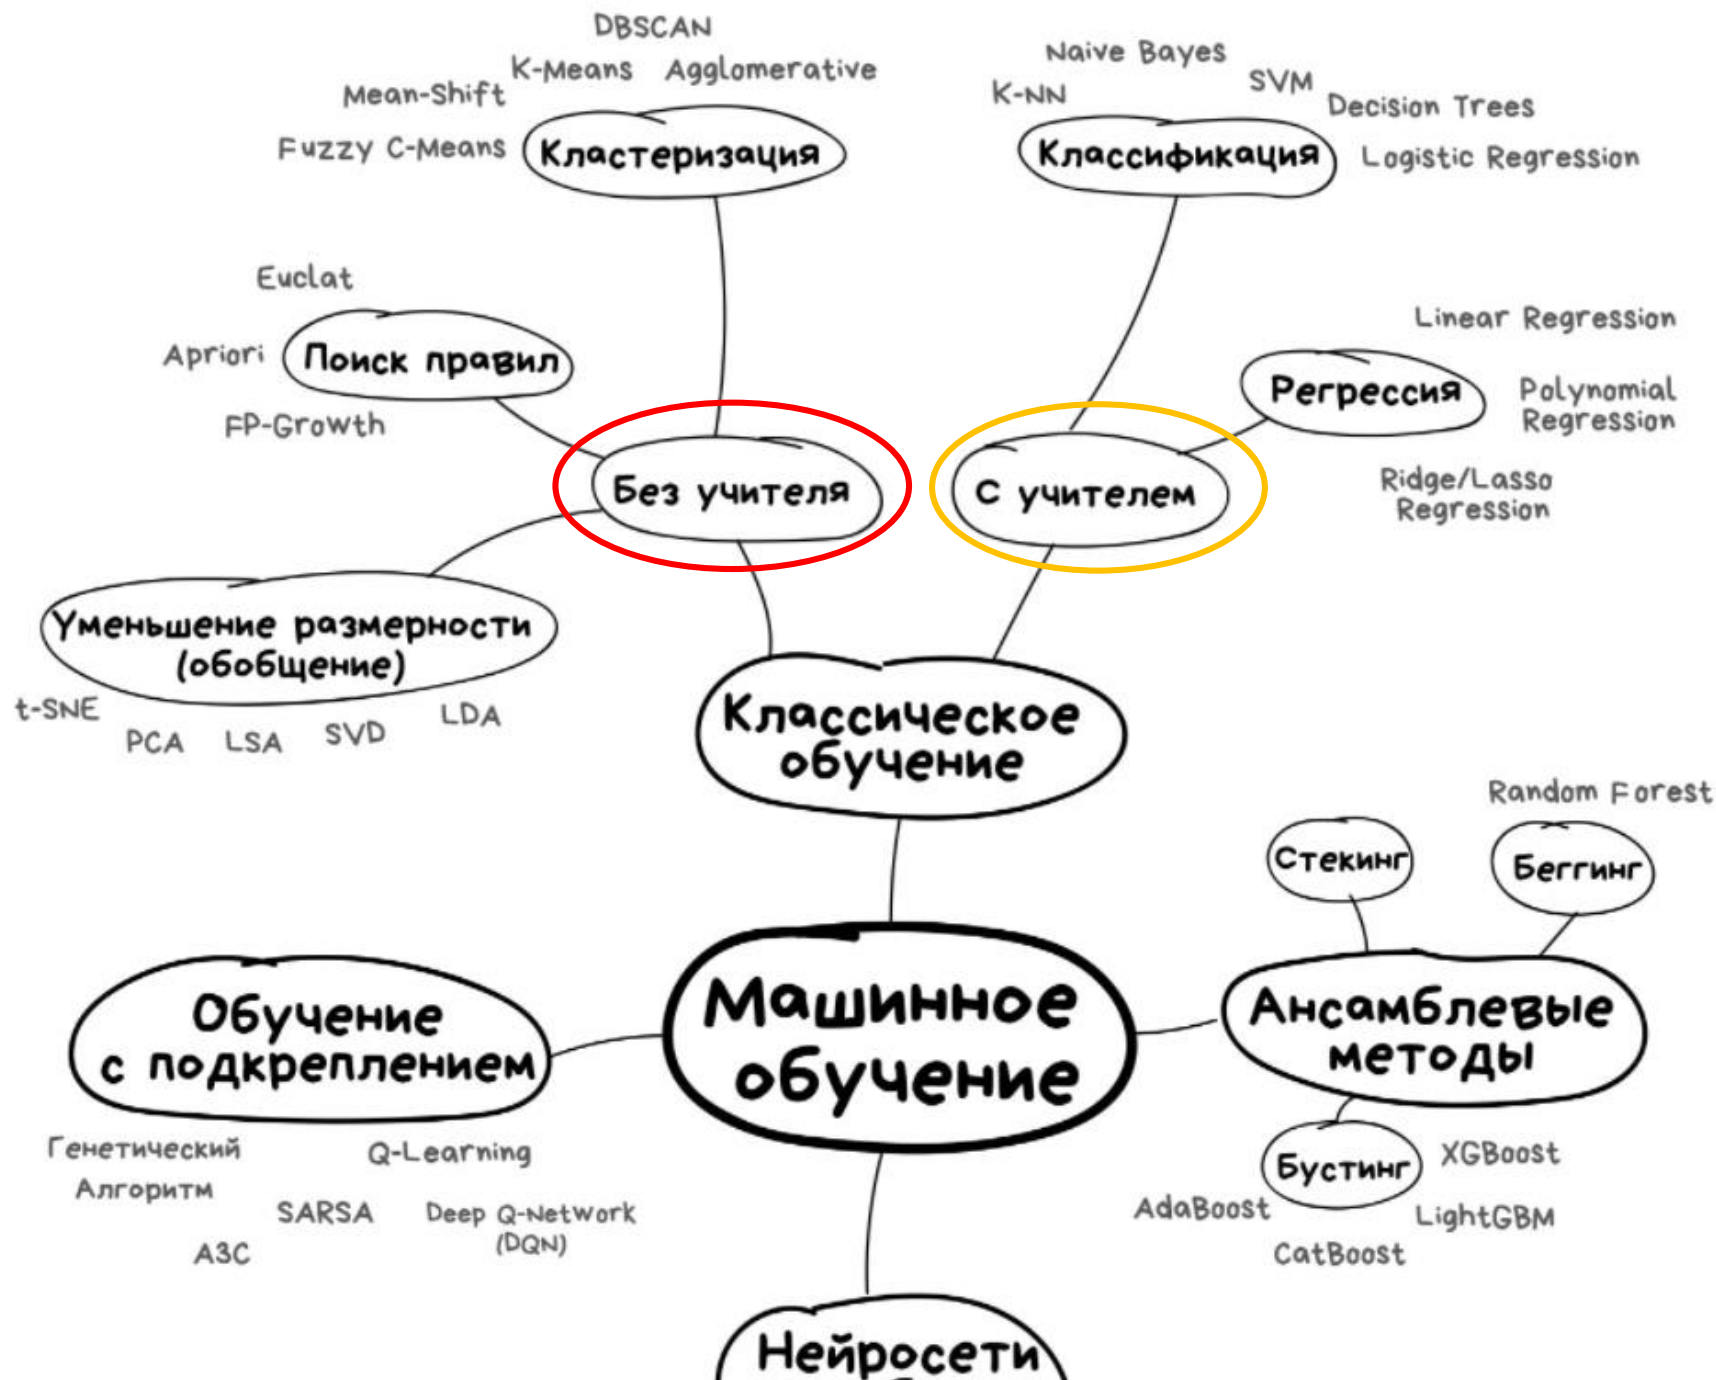 DBSCAN
K-Means
Agglomerative
Mean-Shift
Fuzzy C-Means
Кластеризация
Naive Bayes
K-NN
SVM
Decision Trees
Классификация
Logistic Regression
Euclat
Apriori
Поиск правил
FP-Growth
Linear Regression
Регрессия
Polynomial
Regression
Ridge/Lasso
Regression
Без учителя
С учителем
Уменьшение размерности
(обобщение)
t-SNE
PCA
LSA
SVD
LDA
Классическое
обучение
Random Forest
Стекинг
Беггинг
Машинное
обучение
Обучение
с подкреплением
Ансамблевые
методы
Генетический
Алгоритм
Q-Learning
SARSA
Deep Q-Network
(DQN)
A3C
Бустинг
XGBoost
AdaBoost
LightGBM
CatBoost
Нейросети